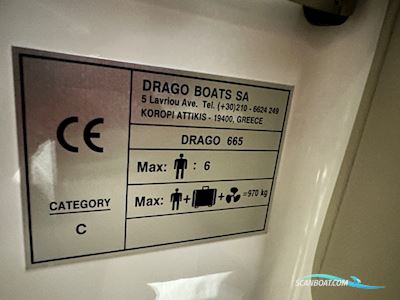 DRAGO BOATS SA
5 Lavriou Ave. Tel. (+30)210 - 6624 249
KOROPI ATTIKIS - 19400, GREECE
DRAGO 665
CE
Max: : 6
Max: + + =970 kg
CATEGORY
C
SCANBOAT.COM